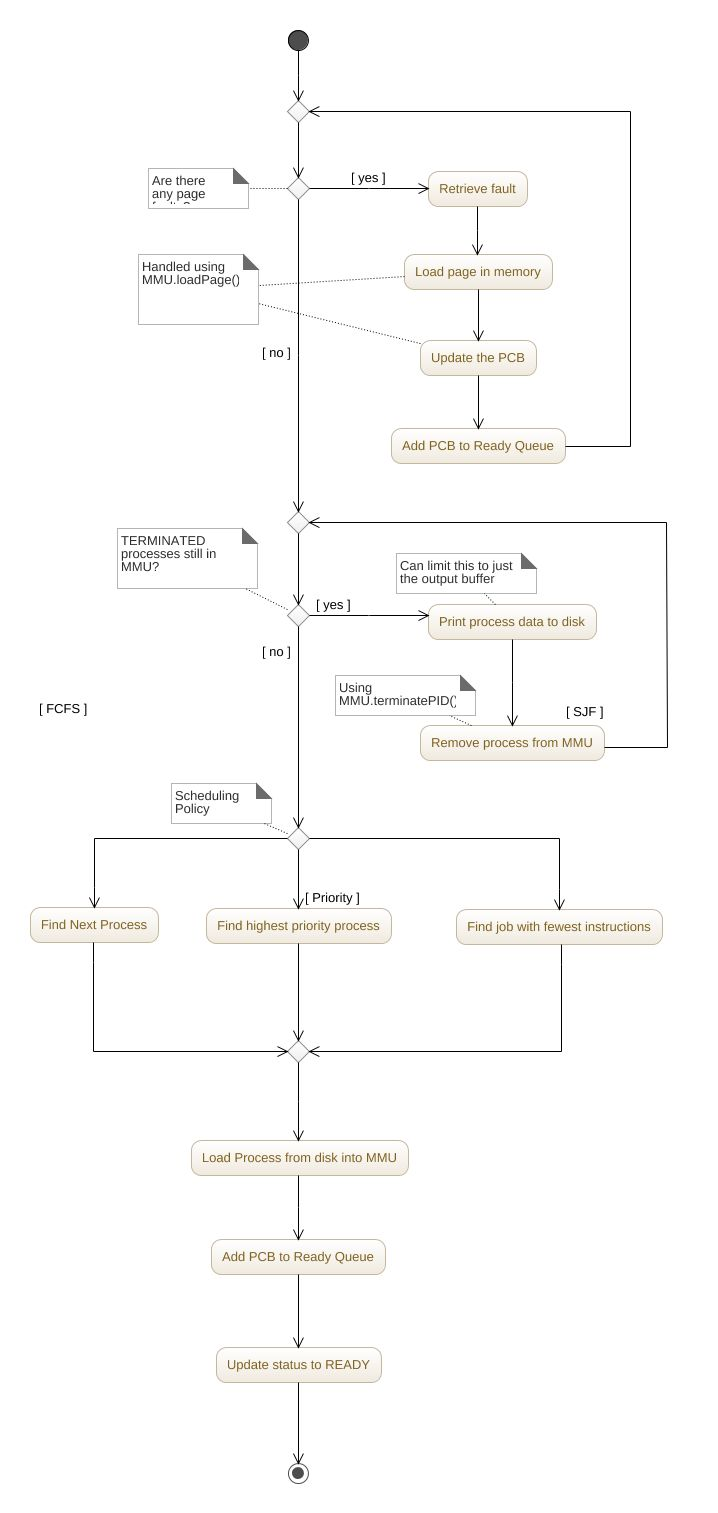 Are there
any page
[ yes ]
Retrieve fault
Handled using
MMU.loadPage()
Load page in memory
[ no ]
Update the PCB
Add PCB to Ready Queue
TERMINATED
processes still in
MMU?
Can limit this to just
the output buffer
[ yes ]
Print process data to disk
[ no ]
Using
MMU.terminatePID()
[ FCFS ]
[ SJF ]
Remove process from MMU
Scheduling
Policy
[ Priority ]
Find Next Process
Find highest priority process
Find job with fewest instructions
Load Process from disk into MMU
Add PCB to Ready Queue
Update status to READY